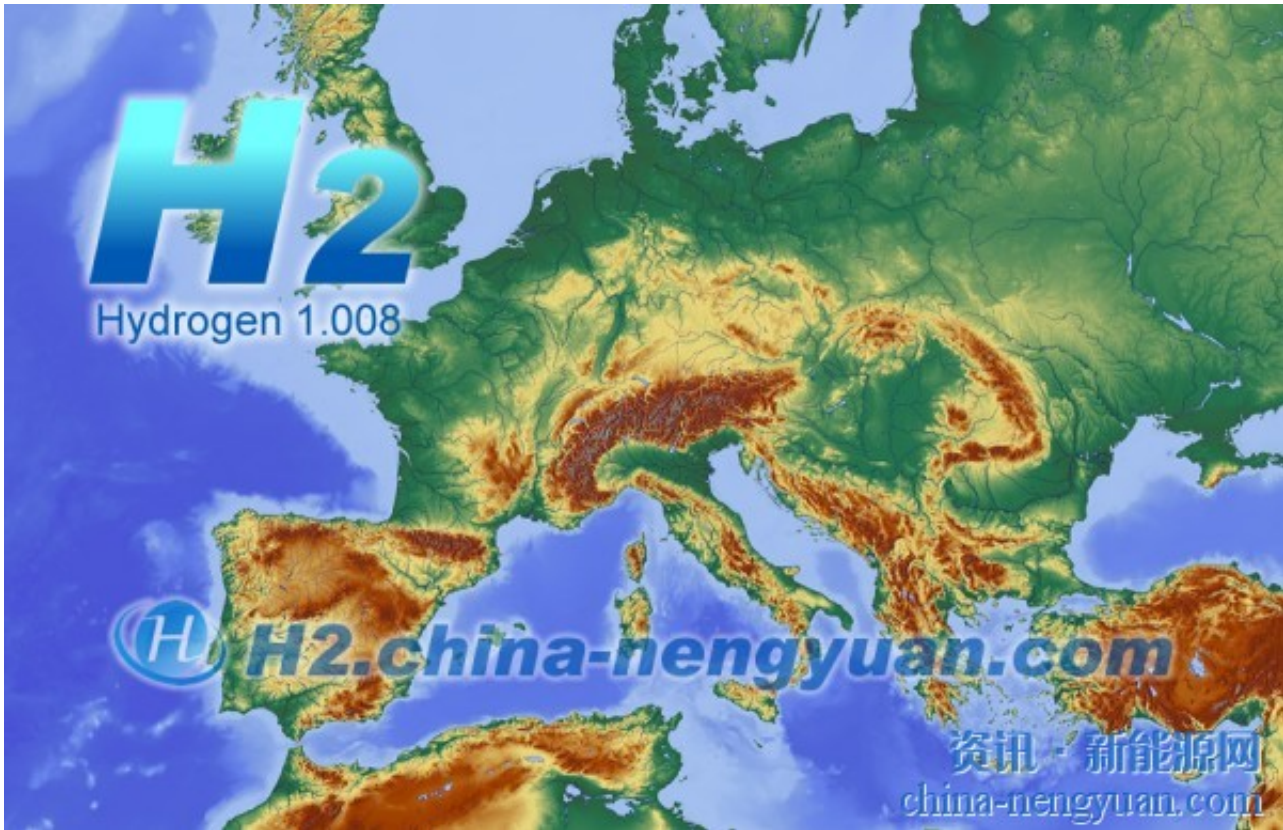 H2
Hydrogen 1.008
H H2.china-nengyuan.com
资讯·新能源网
china-nengyuan.com